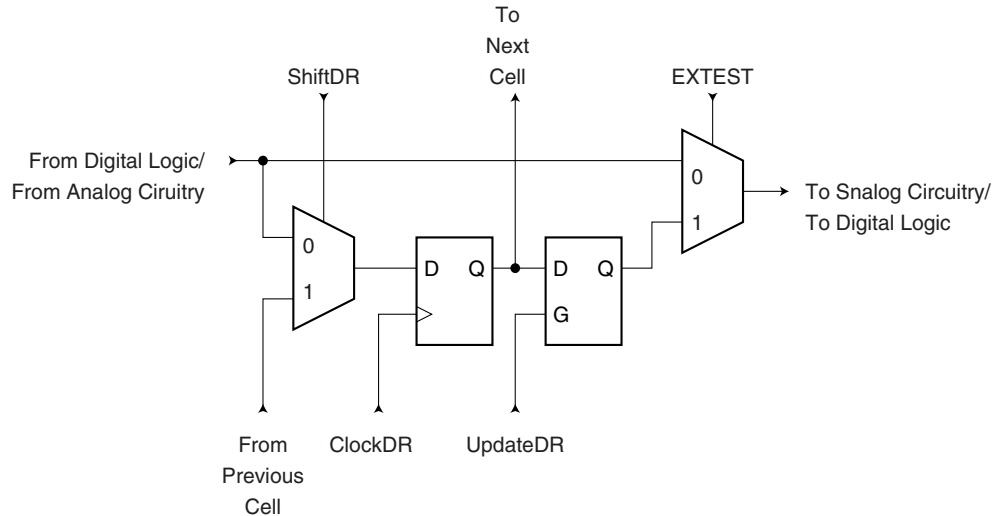 To
Next
Cell
ShiftDR
EXTEST
From Digital Logic/
From Analog Ciruitry
0
1
D Q
D Q
G
0
1
To Snalog Circuitry/
To Digital Logic
From
Previous
Cell
ClockDR
UpdateDR